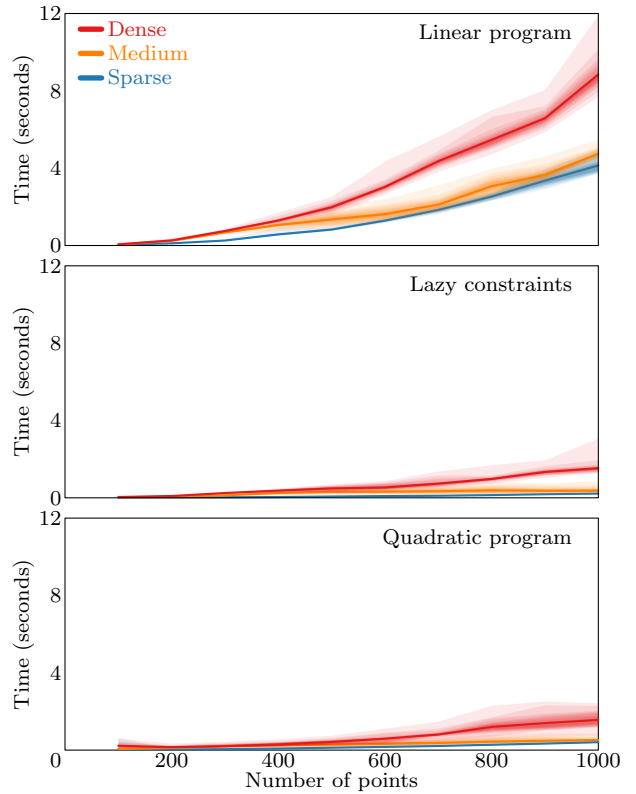 12
Dense
Medium
Sparse
Linear program
8
4
0
Time (seconds)
12
Lazy constraints
8
4
0
Time (seconds)
12
Quadratic program
8
4
Time (seconds)
0 200 400 600 800 1000
Number of points